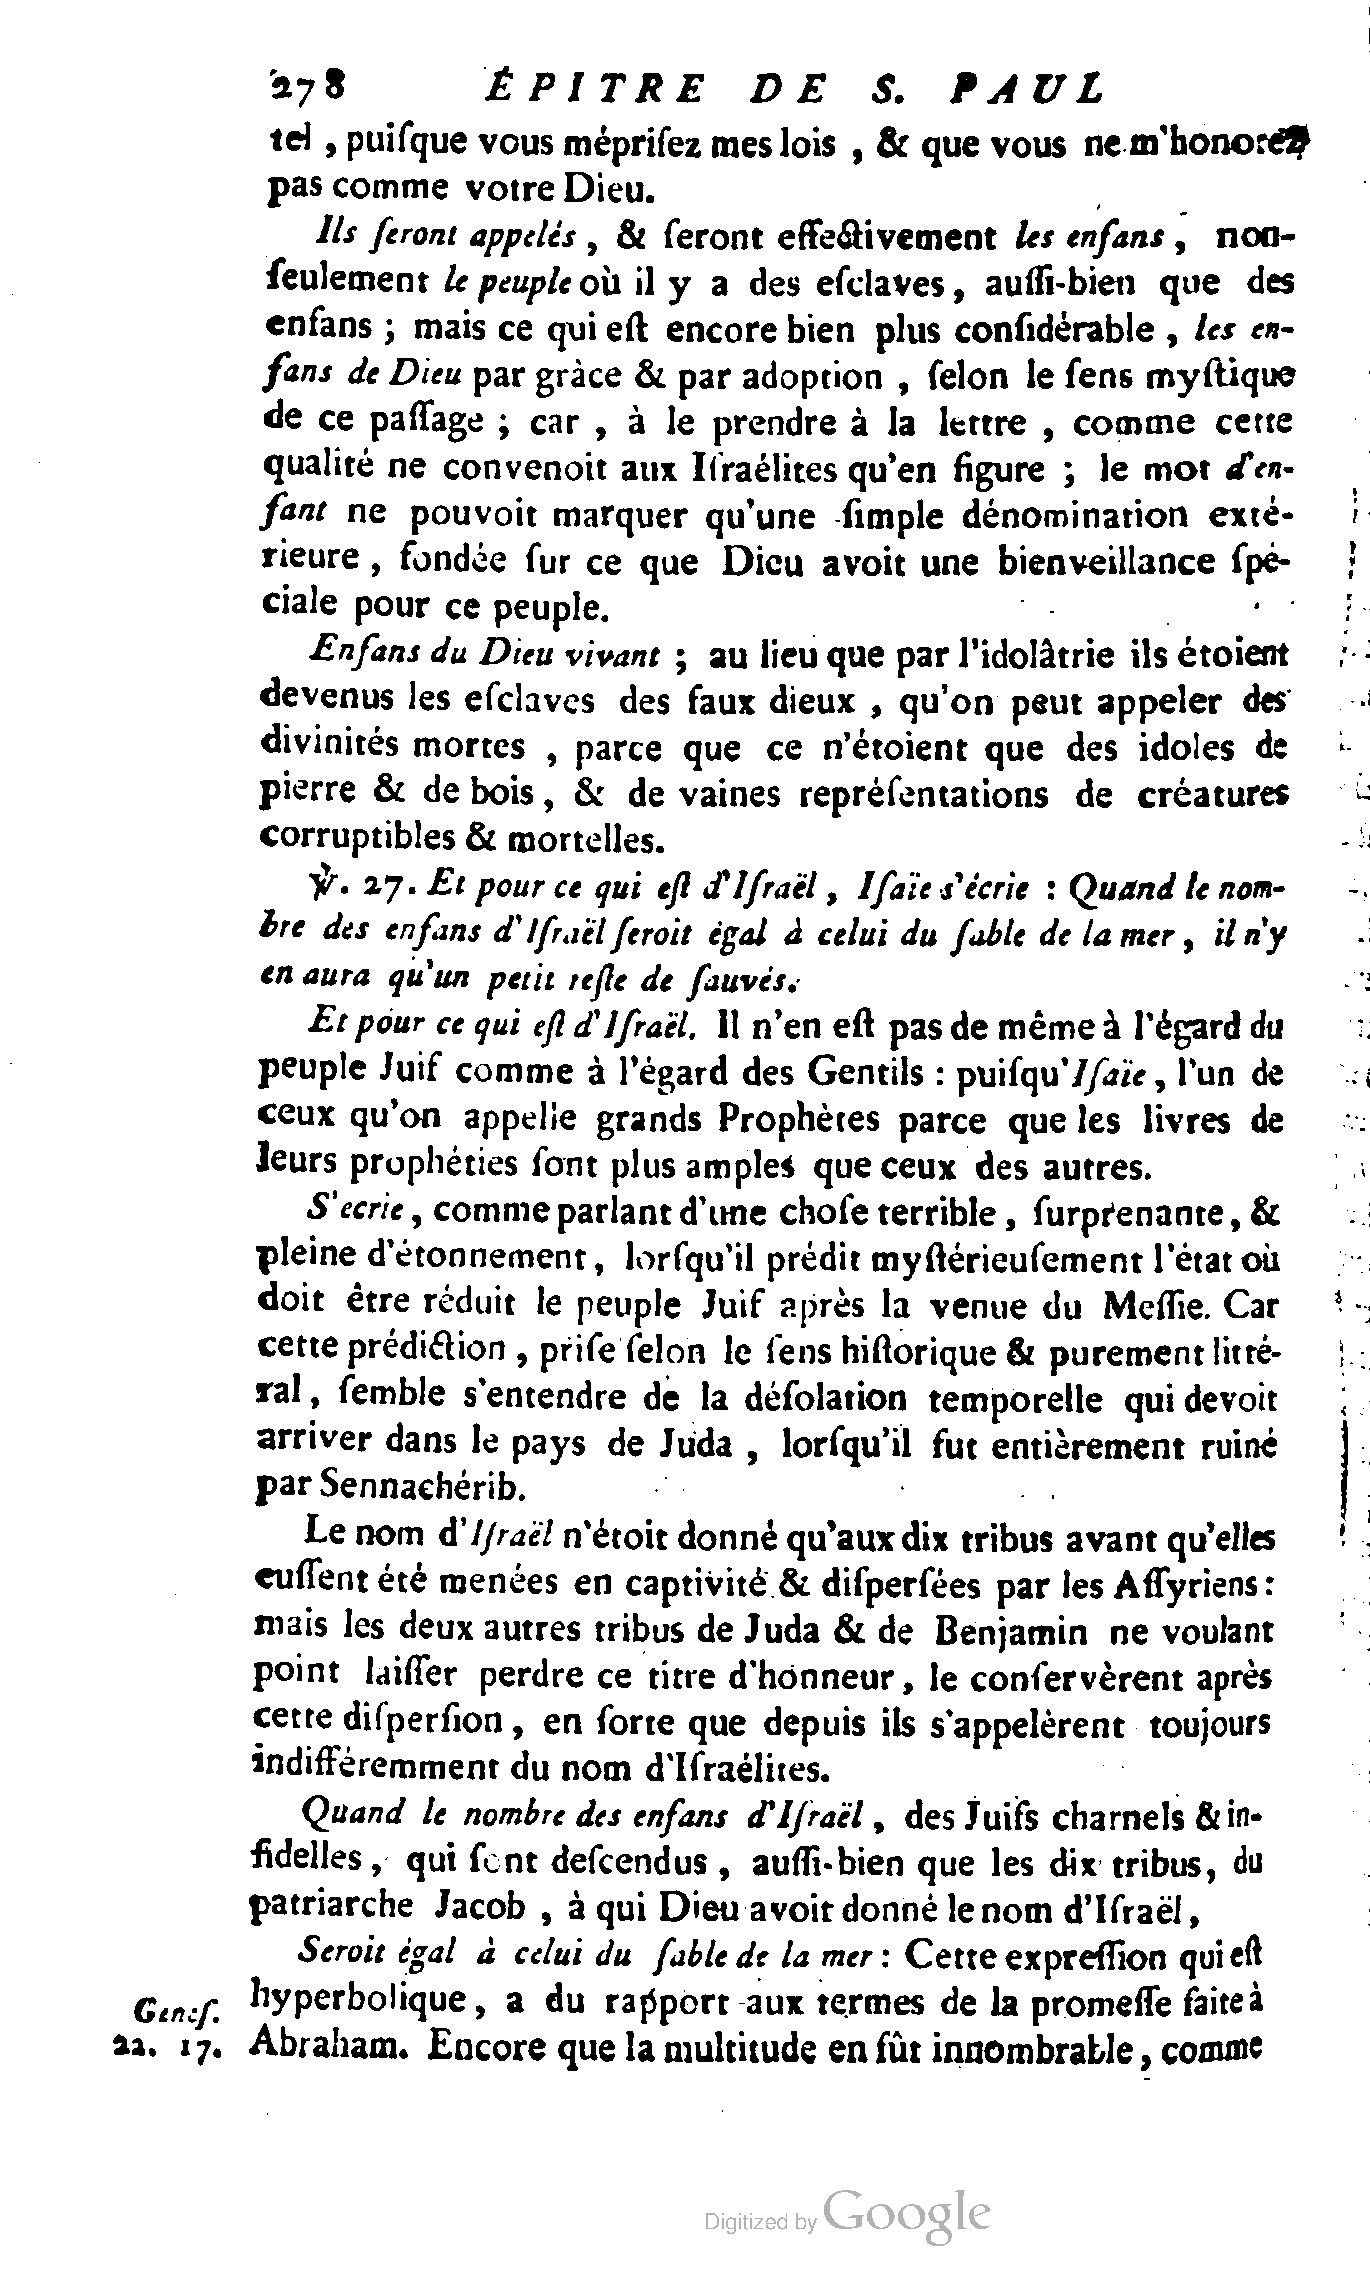 278 ÉPITRE DE S. PAUL
tel , puiſque vous mépriſez mes lois , & que vous ne m'honorez
pas comme votre Dieu.
Ils ſeront appelés , & ſeront effectivement les enfans , non-
ſeulement le peuple où il y a des eſclaves , auſſi-bien que des
enfans ; mais ce qui eſt encore bien plus conſidérable , les en-
fans de Dieu par grâce & par adoption , ſelon le ſens myſtique
de ce paſſage ; car , à le prendre à la lettre , comme cette
qualité ne convenoit aux Iſraélites qu'en figure ; le mot d'en-
fant ne pouvoit marquer qu'une ſimple dénomination exté-
rieure , fondée ſur ce que Dieu avoit une bienveillance ſpé-
ciale pour ce peuple.
Enfans du Dieu vivant ; au lieu que par l'idolâtrie ils étoient
devenus les eſclaves des faux dieux , qu'on peut appeler des
divinités mortes , parce que ce n'étoient que des idoles de
pierre & de bois , & de vaines repréſentations de créatures
corruptibles & mortelles.
℣. 27. Et pour ce qui eſt d'Iſraël , Iſaïe s'écrie : Quand le nom-
bre des enfans d'Iſraël ſeroit égal à celui du ſable de la mer , il n'y
en aura qu'un petit reſte de ſauvés.
Et pour ce qui eſt d'Iſraël. Il n'en eſt pas de même à l'égard du
peuple Juif comme à l'égard des Gentils : puiſqu'Iſaïe , l'un de
ceux qu'on appelle grands Prophètes parce que les livres de
leurs prophéties ſont plus amples que ceux des autres.
S'ecrie , comme parlant d'une choſe terrible , ſurprenante , &
pleine d'étonnement , lorſqu'il prédit myſtérieuſement l'état où
doit être réduit le peuple Juif après la venue du Meſſie. Car
cette prédiction , priſe ſelon le ſens hiſtorique & purement litté-
ral , ſemble s'entendre de la déſolation temporelle qui devoit
arriver dans le pays de Juda , lorſqu'il fut entièrement ruiné
par Sennachérib.
Le nom d'Iſraël n'étoit donné qu'aux dix tribus avant qu'elles
euſſent été menées en captivité & diſperſées par les Aſſyriens :
mais les deux autres tribus de Juda & de Benjamin ne voulant
point laiſſer perdre ce titre d'honneur , le conſervèrent après
cette diſperſion , en ſorte que depuis ils s'appelèrent toujours
indifféremment du nom d'Iſraélites.
Quand le nombre des enfans d'Iſraël , des Juifs charnels & in-
fidelles , qui ſont deſcendus , auſſi-bien que les dix tribus , du
patriarche Jacob , à qui Dieu avoit donné le nom d'Iſraël ,
Seroit égal à celui du ſable de la mer : Cette expreſſion qui eſt
Geneſ. hyperbolique , a du rapport aux termes de la promeſſe faite à
22. 17. Abraham. Encore que la multitude en fût innombrable , comme
Digitized by Google